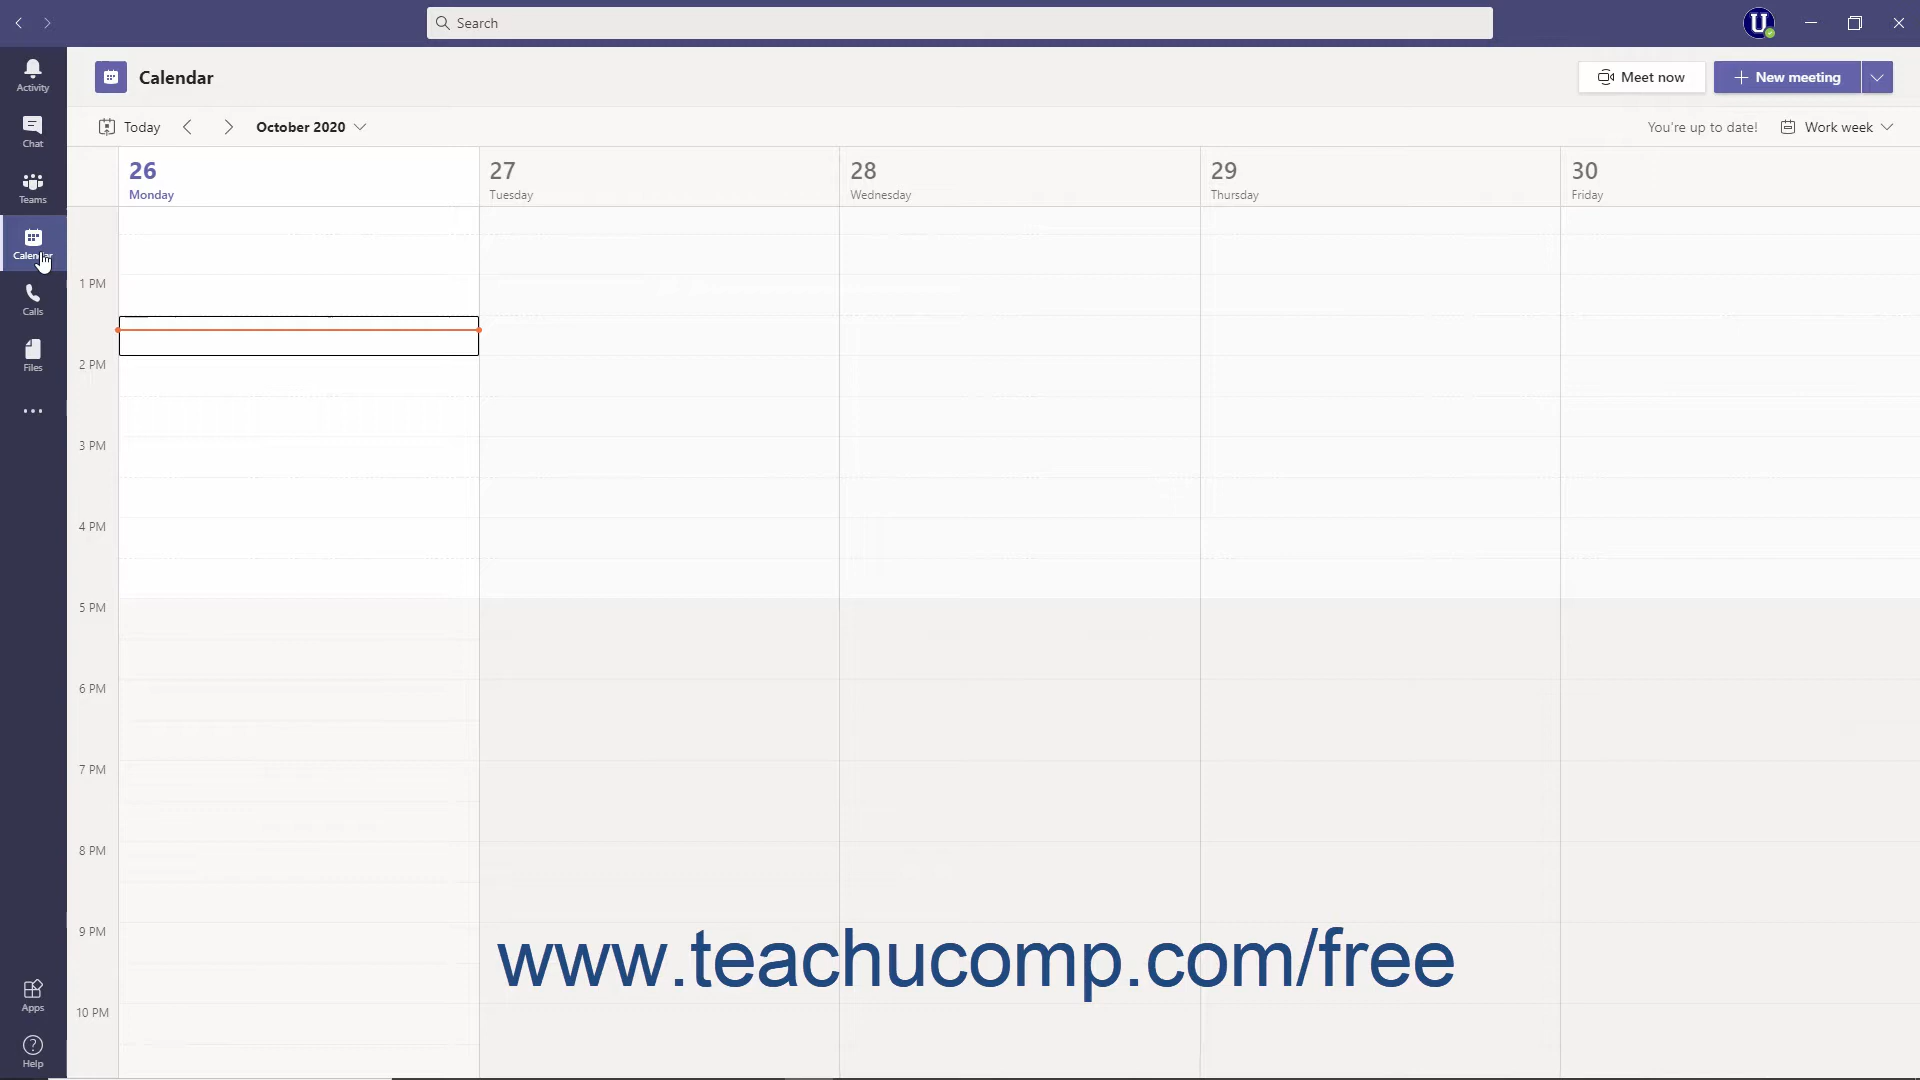 Search
U
Activity
Chat
Teams
Calendar
Calls
Files
Apps
Help
Calendar
Meet now
New meeting
Today
October 2020
You're up to date!
Work week
26
Monday
27
Tuesday
28
Wednesday
29
Thursday
30
Friday
1 PM
2 PM
3 PM
4 PM
5 PM
6 PM
7 PM
8 PM
9 PM
10 PM
www.teachucomp.com/free